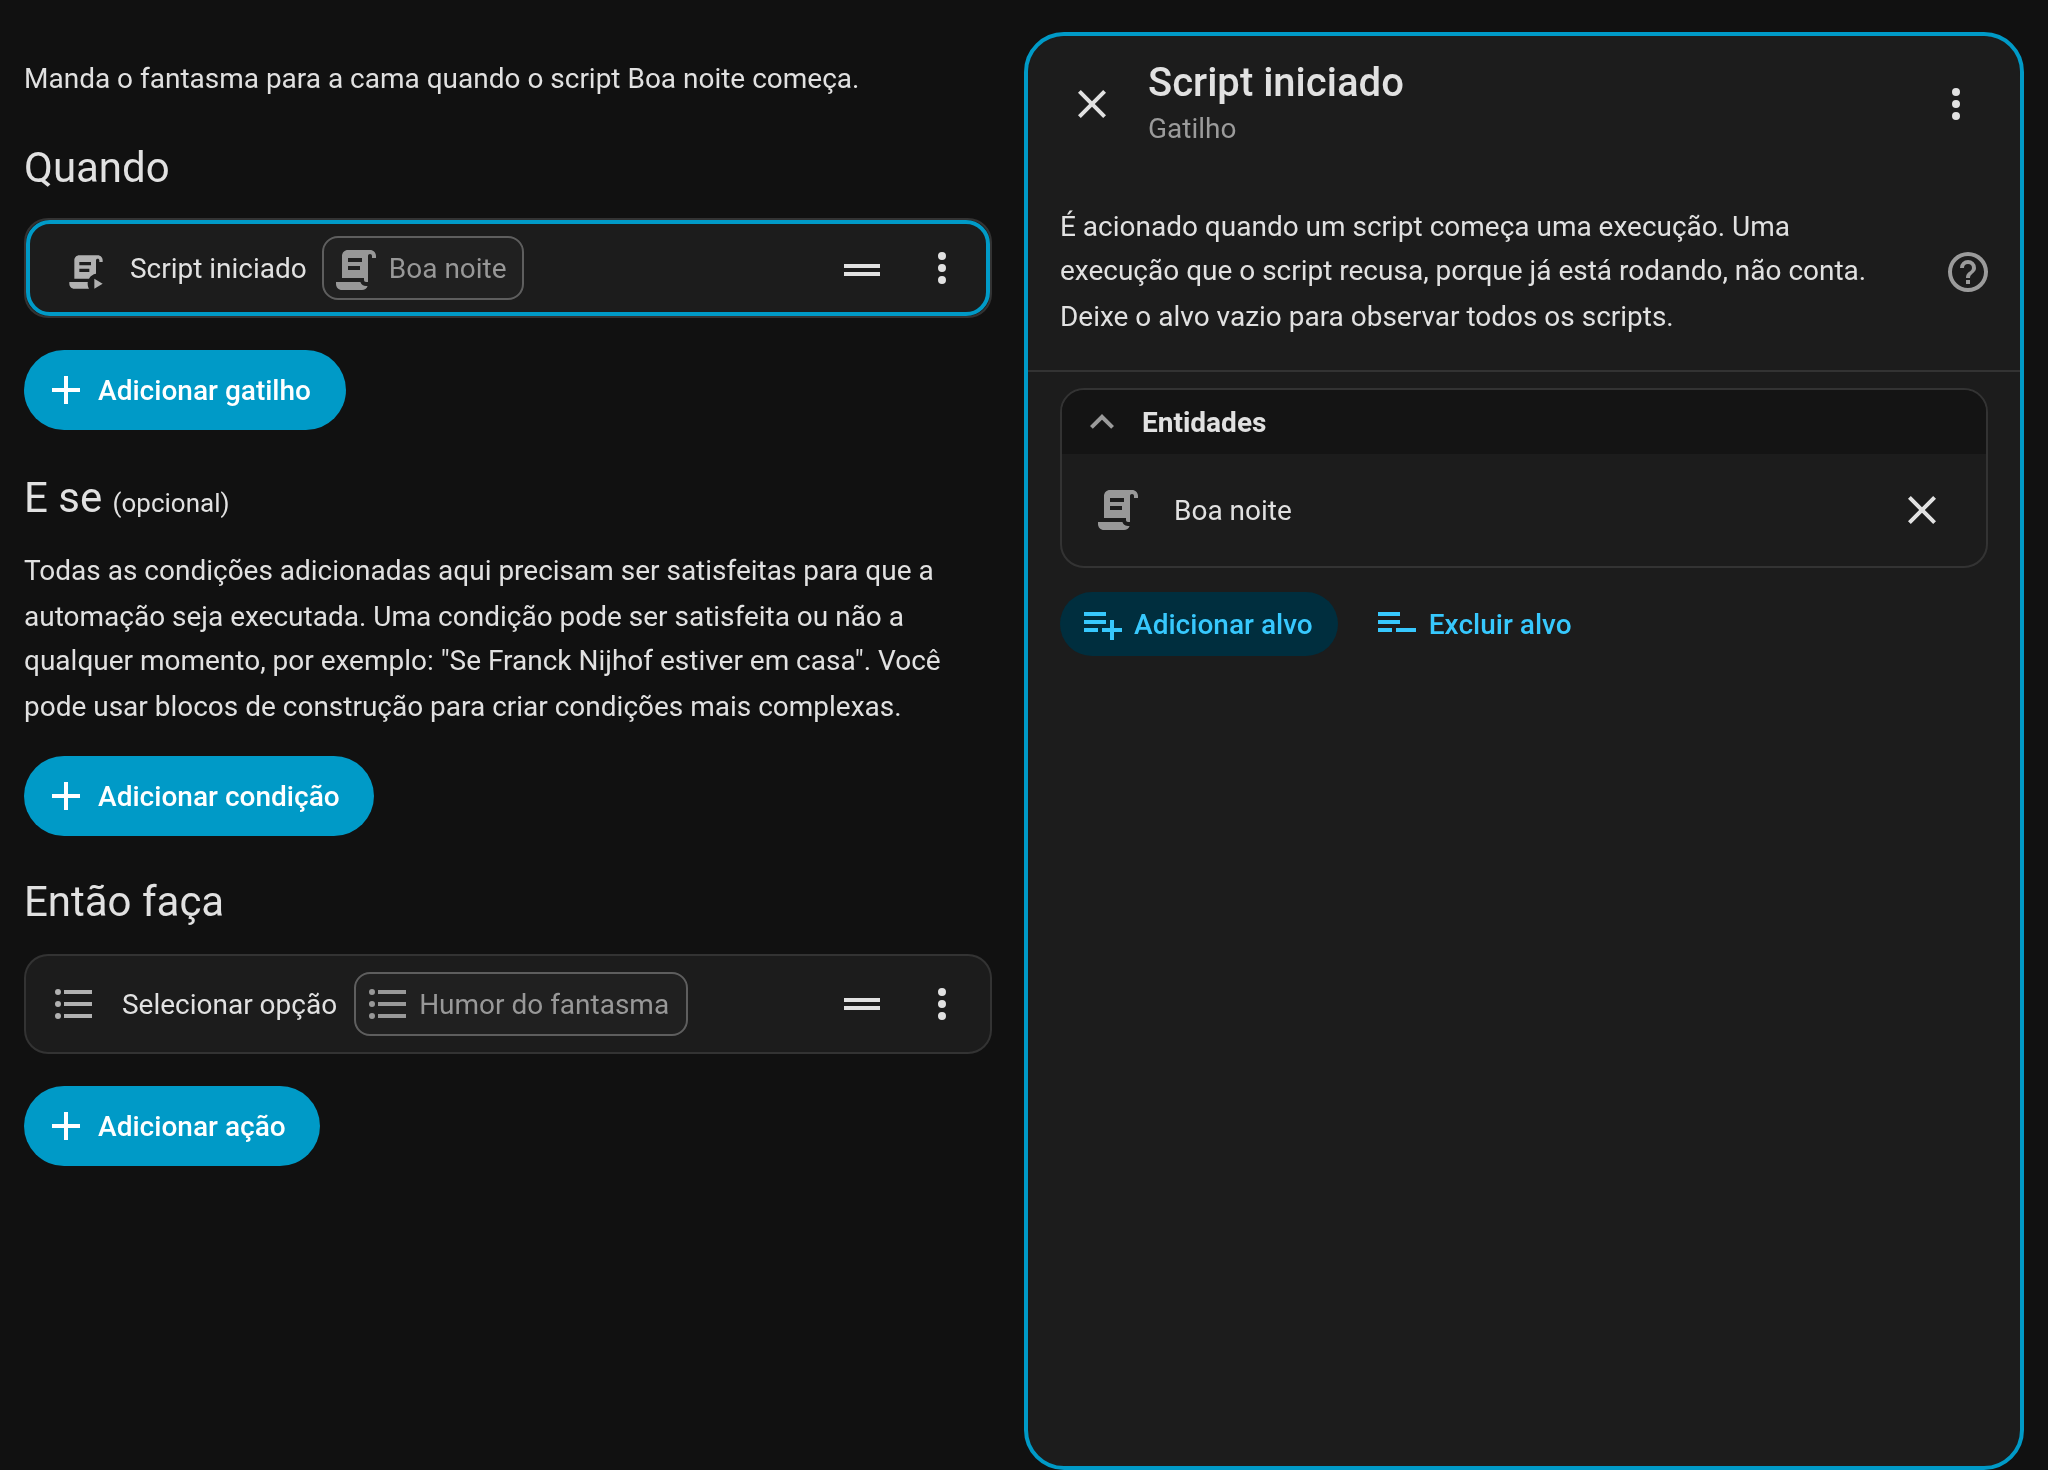 Manda o fantasma para a cama quando o script Boa noite começa.
Quando
Script iniciado
Boa noite
Adicionar gatilho
E se (opcional)
Todas as condições adicionadas aqui precisam ser satisfeitas para que a
automação seja executada. Uma condição pode ser satisfeita ou não a
qualquer momento, por exemplo: "Se Franck Nijhof estiver em casa". Você
pode usar blocos de construção para criar condições mais complexas.
Adicionar condição
Então faça
Selecionar opção
Humor do fantasma
Adicionar ação
Script iniciado
Gatilho
É acionado quando um script começa uma execução. Uma
execução que o script recusa, porque já está rodando, não conta.
Deixe o alvo vazio para observar todos os scripts.
Entidades
Boa noite
Adicionar alvo
Excluir alvo